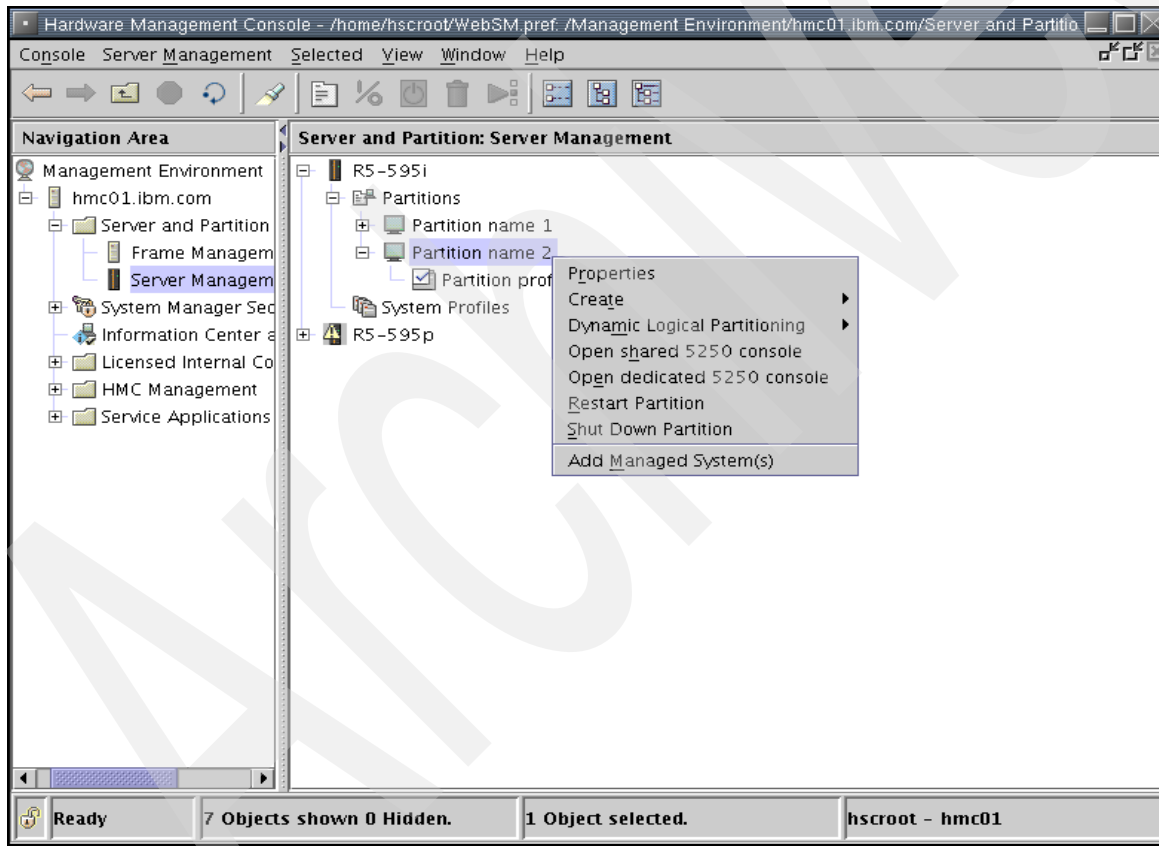 Hardware Management Console - /home/hscroot/WebSM.pref: /Management Environment/hmc01.ibm.com/Server and Partitio
Console Server Management Selected View Window Help
Navigation Area
Management Environment
hmc01.ibm.com
Server and Partition
Frame Managem
Server Managem
System Manager Sec
Information Center a
Licensed Internal Co
HMC Management
Service Applications
Server and Partition: Server Management
R5-595i
Partitions
Partition name 1
Partition name 2
Partition prof
System Profiles
R5-595p
Properties
Create
Dynamic Logical Partitioning
Open shared 5250 console
Open dedicated 5250 console
Restart Partition
Shut Down Partition
Add Managed System(s)
Ready
7 Objects shown 0 Hidden.
1 Object selected.
hscroot - hmc01